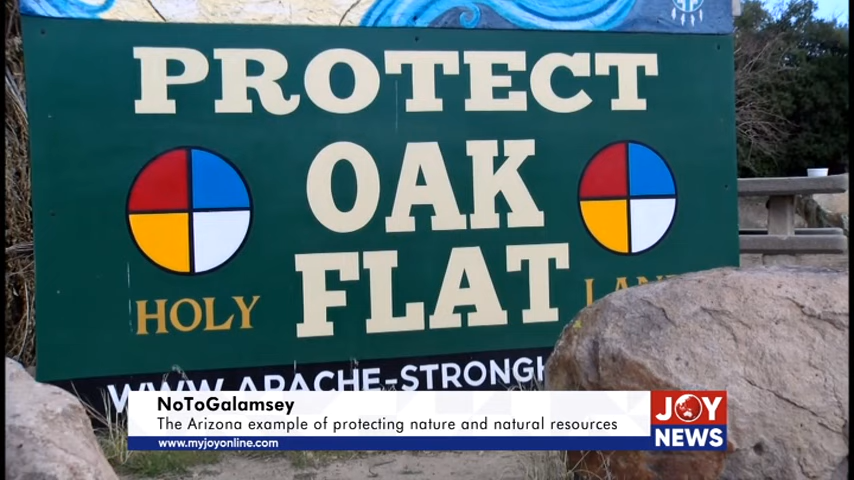 PROTECT
OAK
FLAT
HOLY
WWW.APACHE-STRONGH
NoToGalamsey
The Arizona example of protecting nature and natural resources
www.myjoyonline.com
JOY
NEWS